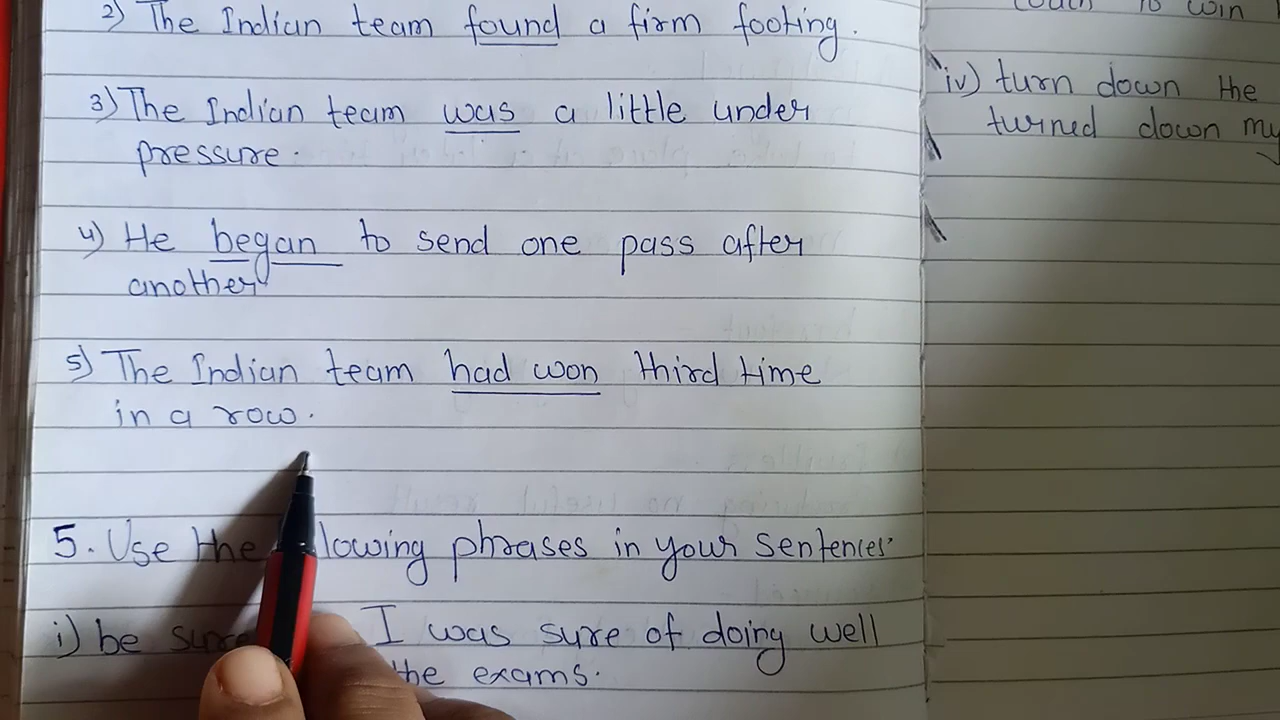 2) The Indian team found a firm footing.
3) The Indian team was a little under
pressure.
4) He began to send one pass after
another
5) The Indian team had won third time
in a row.
5. Use the lowing phrases in your sentences.
i) be sure I was sure of doing well
the exams.
to win
iv) turn down the
turned down my